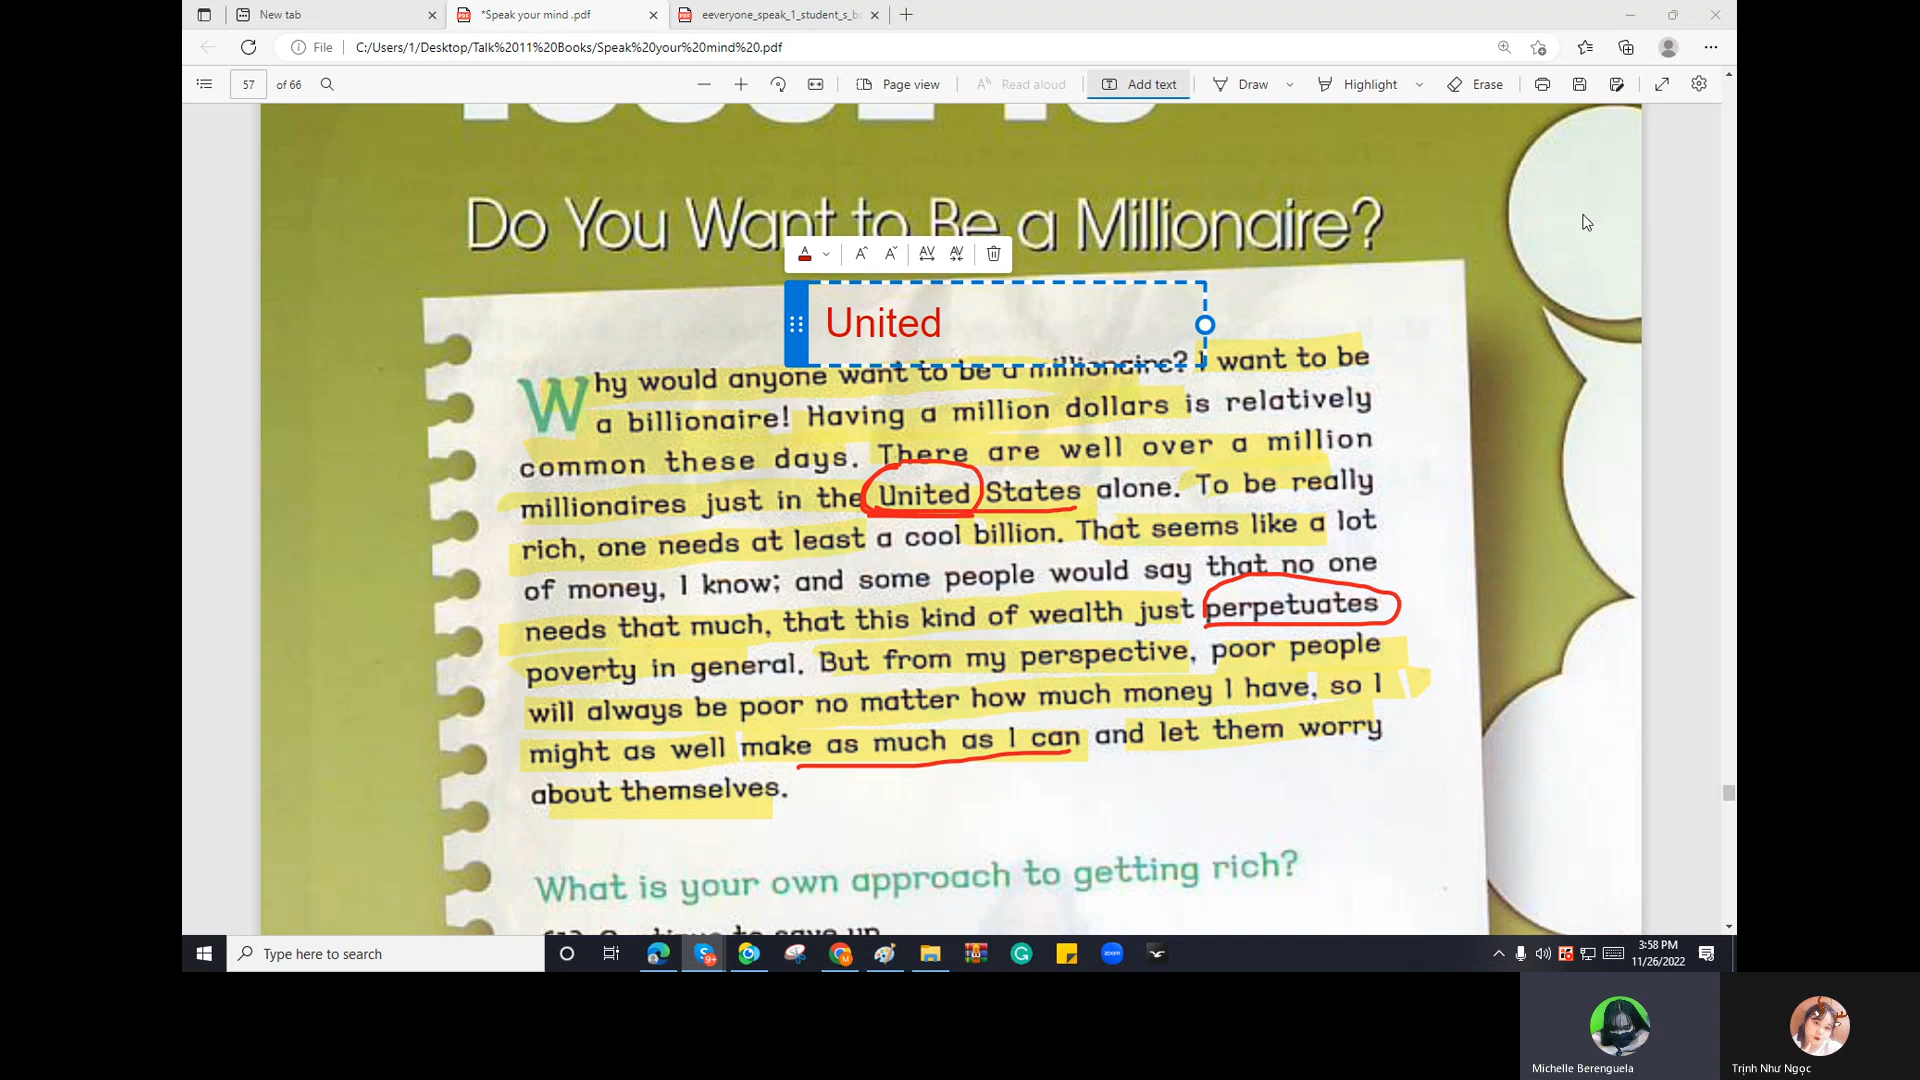 New tab
*Speak your mind .pdf
eeveryone_speak_1_student_s_b
File
C:/Users/1/Desktop/Talk%2011%20Books/Speak%20your%20mind%20.pdf
57 of 66
Page view
Read aloud
Add text
Draw
Highlight
Erase
Do You Want to Be a Millionaire?
United
Why would anyone want to be a millionaire? I want to be
a billionaire! Having a million dollars is relatively
common these days. There are well over a million
millionaires just in the United States alone. To be really
rich, one needs at least a cool billion. That seems like a lot
of money, I know; and some people would say that no one
needs that much, that this kind of wealth just perpetuates
poverty in general. But from my perspective, poor people
will always be poor no matter how much money I have, so I
might as well make as much as I can and let them worry
about themselves.
What is your own approach to getting rich?
Type here to search
9+
zoom
3:58 PM
11/26/2022
Michelle Berenguela
Trịnh Như Ngọc